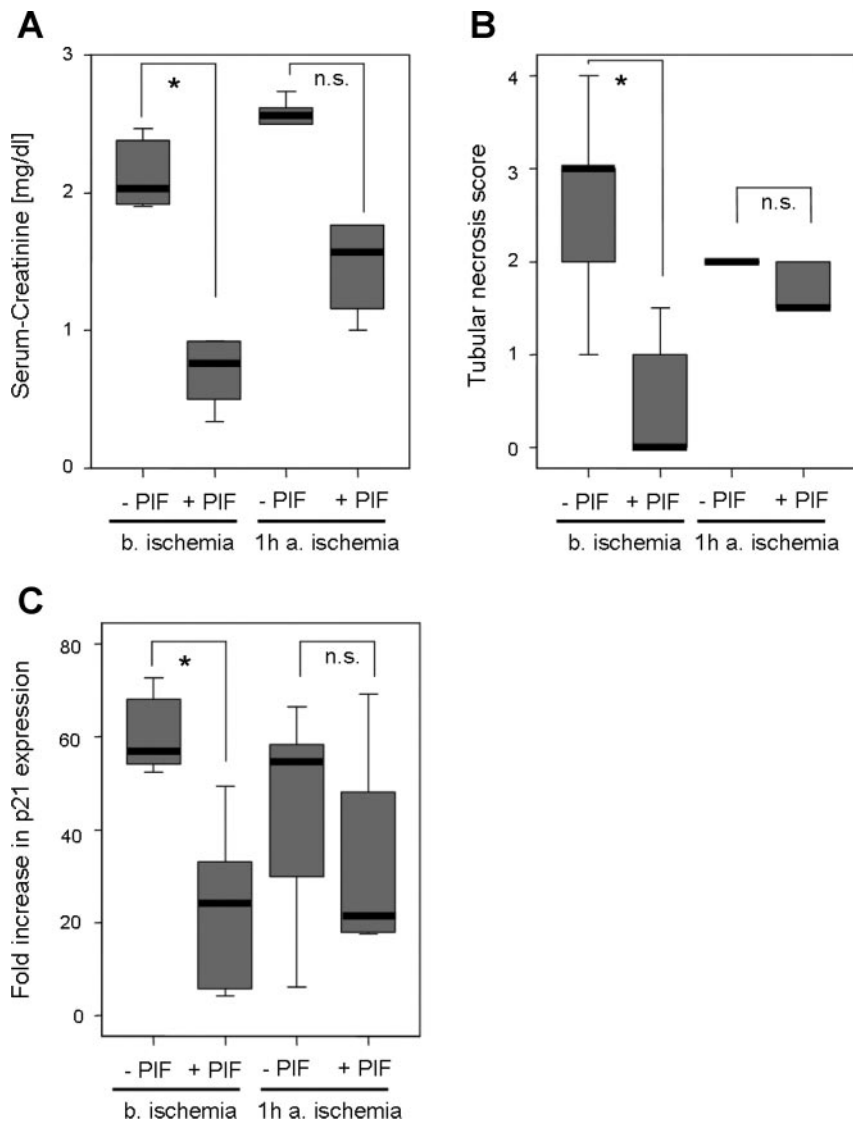 A
Serum-Creatinine [mg/dl]
3
2
1
0
*
n.s.
- PIF + PIF - PIF + PIF
b. ischemia 1h a. ischemia
B
Tubular necrosis score
4
3
2
1
0
*
n.s.
- PIF + PIF - PIF + PIF
b. ischemia 1h a. ischemia
C
Fold increase in p21 expression
80
60
40
20
0
*
n.s.
- PIF + PIF - PIF + PIF
b. ischemia 1h a. ischemia